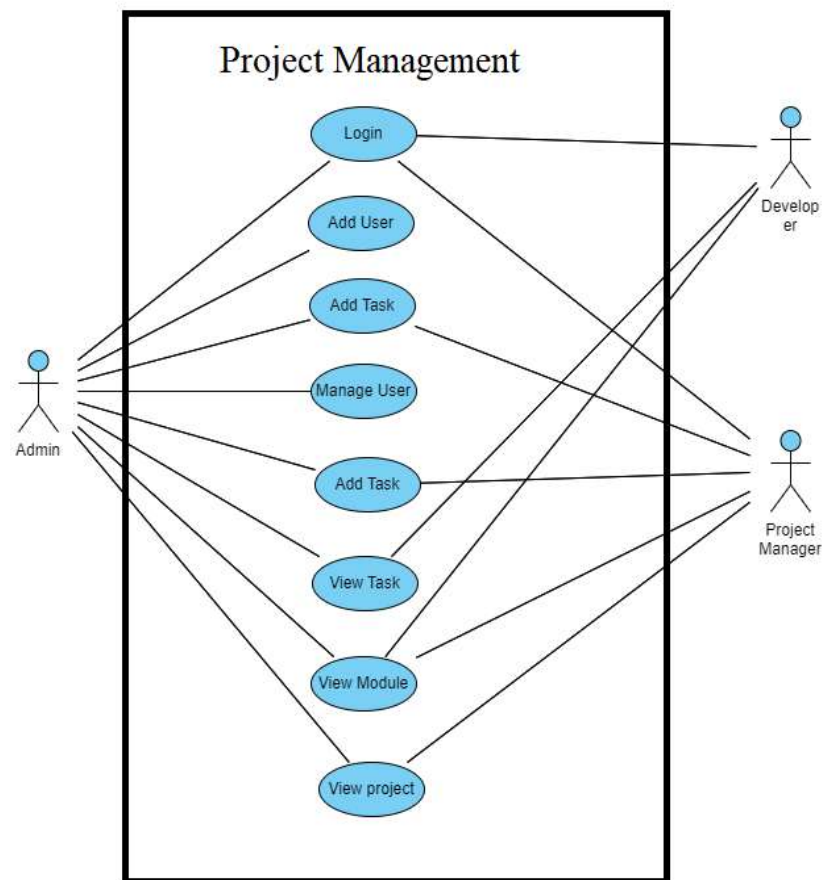 Project Management
Login
Add User
Add Task
Manage User
Add Task
View Task
View Module
View project
Admin
Develop
er
Project
Manager